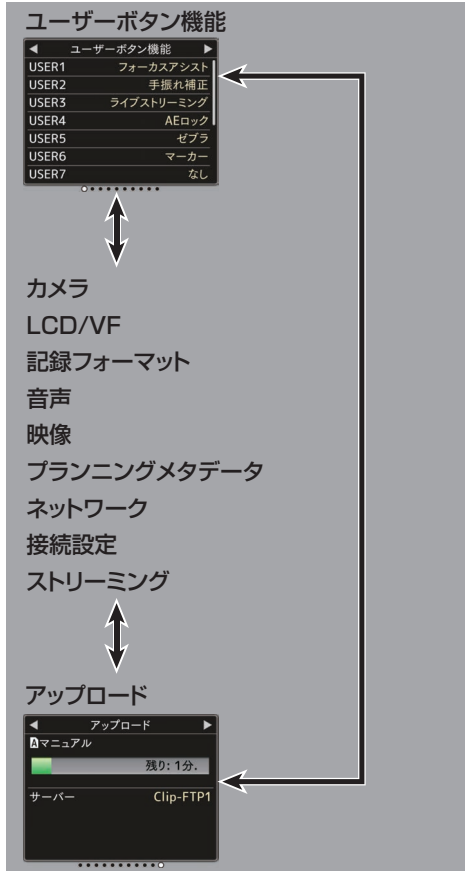 ユーザーボタン機能
◀ ユーザーボタン機能 ▶
USER1 フォーカスアシスト
USER2 手振れ補正
USER3 ライブストリーミング
USER4 AEロック
USER5 ゼブラ
USER6 マーカー
USER7 なし
カメラ
LCD/VF
記録フォーマット
音声
映像
プランニングメタデータ
ネットワーク
接続設定
ストリーミング
アップロード
◀ アップロード ▶
Aマニュアル
残り: 1分.
サーバー Clip-FTP1